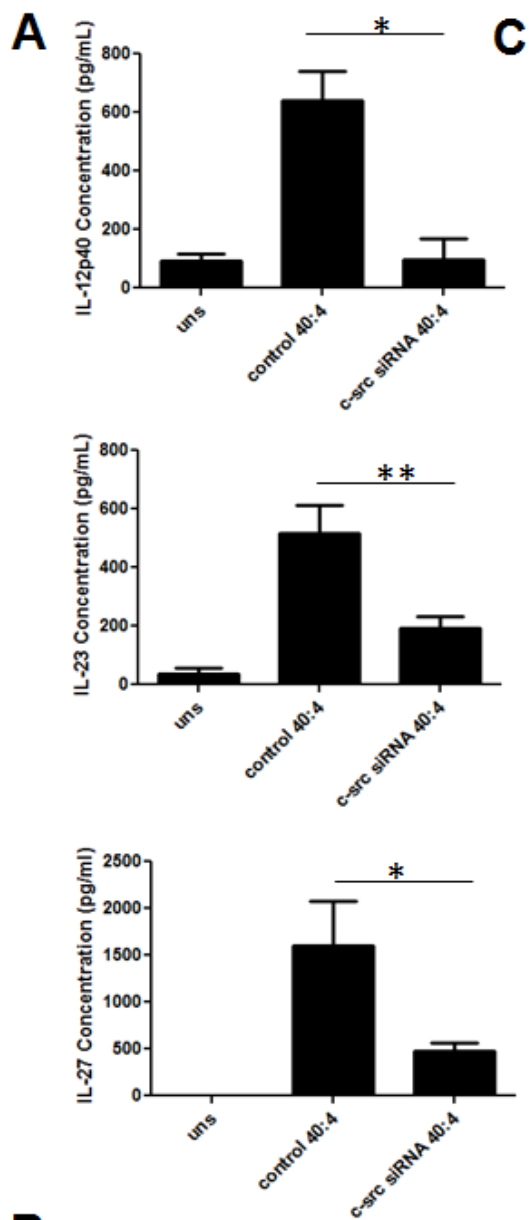 A
C
*
IL-12p40 Concentration (pg/mL)
800
600
400
200
0
uns
control 40:4
c-src siRNA 40:4
**
IL-23 Concentration (pg/mL)
800
600
400
200
0
uns
control 40:4
c-src siRNA 40:4
*
IL-27 Concentration (pg/ml)
2500
2000
1500
1000
500
0
uns
control 40:4
c-src siRNA 40:4